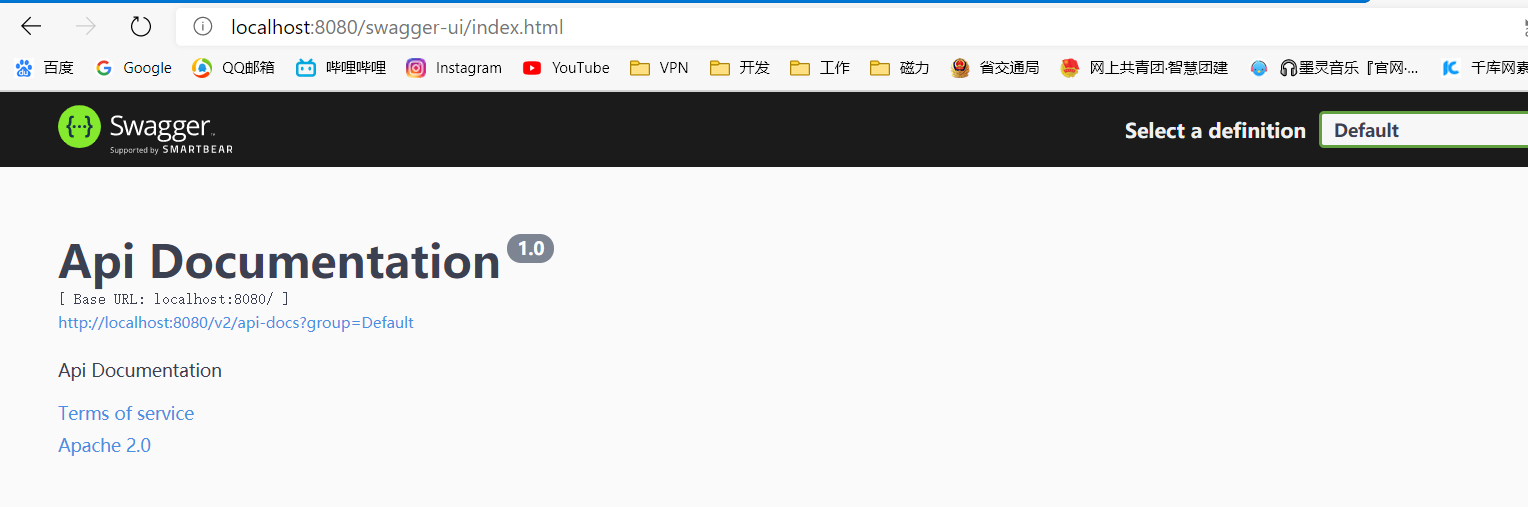 localhost:8080/swagger-ui/index.html
百度 Google QQ邮箱 哔哩哔哩 Instagram YouTube VPN 开发 工作 磁力 省交通局 网上共青团·智慧团建 墨灵音乐『官网·... 千库网素
Swagger Select a definition Default
Supported by SMARTBEAR
Api Documentation 1.0
[ Base URL: localhost:8080/ ]
http://localhost:8080/v2/api-docs?group=Default
Api Documentation
Terms of service
Apache 2.0